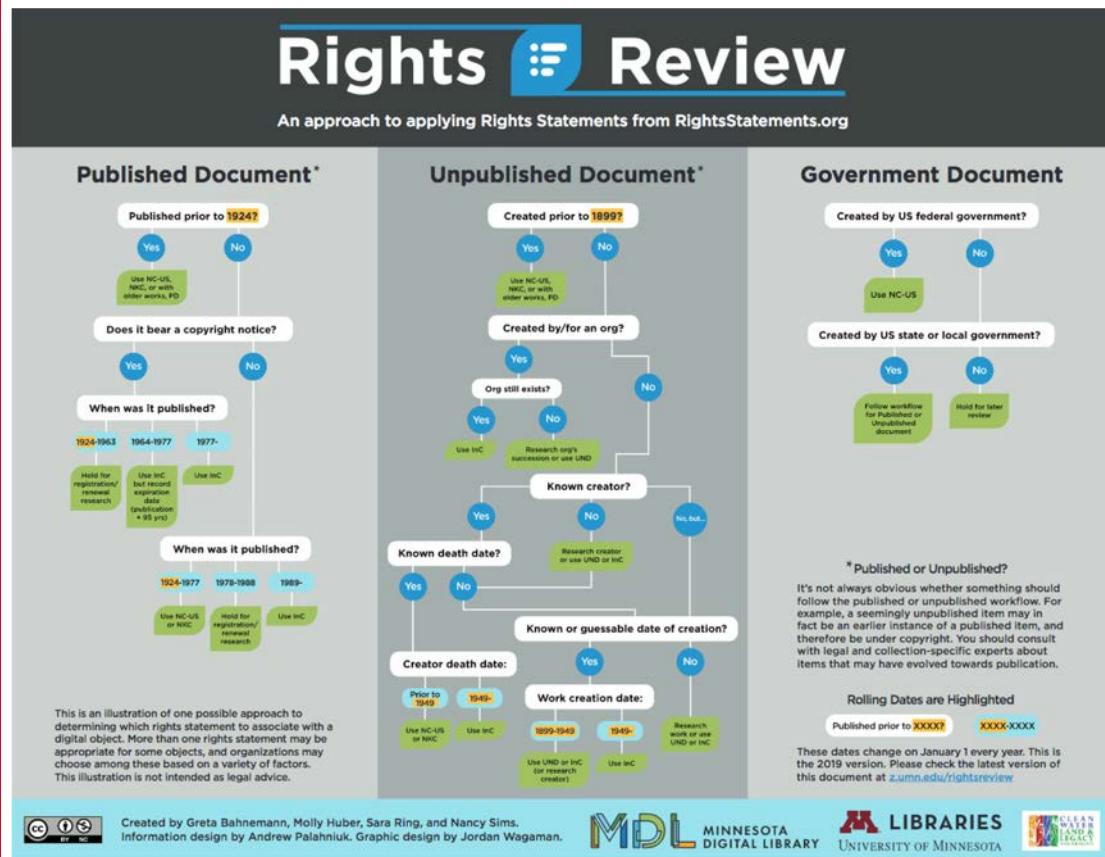 Rights Review
An approach to applying Rights Statements from RightsStatements.org
Published Document*
Published prior to 1924?
Yes
No
Use NC-US,
NKC, or with
older works, PD
Does it bear a copyright notice?
Yes
No
When was it published?
1924-1963
1964-1977
1977-
Hold for
registration/
renewal
research
Use InC
but record
expiration
date
(publication
+ 95 yrs)
Use InC
When was it published?
1924-1977
1978-1988
1989-
Use NC-US
or NKC
Hold for
registration/
renewal
research
Use InC
This is an illustration of one possible approach to
determining which rights statement to associate with a
digital object. More than one rights statement may be
appropriate for some objects, and organizations may
choose among these based on a variety of factors.
This illustration is not intended as legal advice.
Unpublished Document*
Created prior to 1899?
Yes
No
Use NC-US,
NKC, or with
older works, PD
Created by/for an org?
Yes
No
Org still exists?
Yes
No
Use InC
Research org's
succession or use UND
Known creator?
Yes
No
No, but...
Known death date?
Research creator
or use UND or InC
Yes
No
Known or guessable date of creation?
Yes
No
Creator death date:
Prior to
1949
1949-
Use NC-US
or NKC
Use InC
Work creation date:
1899-1949
1949-
Use UND or InC
(or research
creator)
Use InC
Research
work or use
UND or InC
Government Document
Created by US federal government?
Yes
No
Use NC-US
Created by US state or local government?
Yes
No
Follow workflow
for Published or
Unpublished
document
Hold for later
review
*Published or Unpublished?
It's not always obvious whether something should
follow the published or unpublished workflow. For
example, a seemingly unpublished item may in
fact be an earlier instance of a published item, and
therefore be under copyright. You should consult
with legal and collection-specific experts about
items that may have evolved towards publication.
Rolling Dates are Highlighted
Published prior to XXXX?
XXXX-XXXX
These dates change on January 1 every year. This is
the 2019 version. Please check the latest version of
this document at z.umn.edu/rightsreview
cc
BY NC
Created by Greta Bahnemann, Molly Huber, Sara Ring, and Nancy Sims.
Information design by Andrew Palahniuk. Graphic design by Jordan Wagaman.
MDL MINNESOTA
DIGITAL LIBRARY
M LIBRARIES
UNIVERSITY OF MINNESOTA
CLEAN
WATER
LAND &
LEGACY